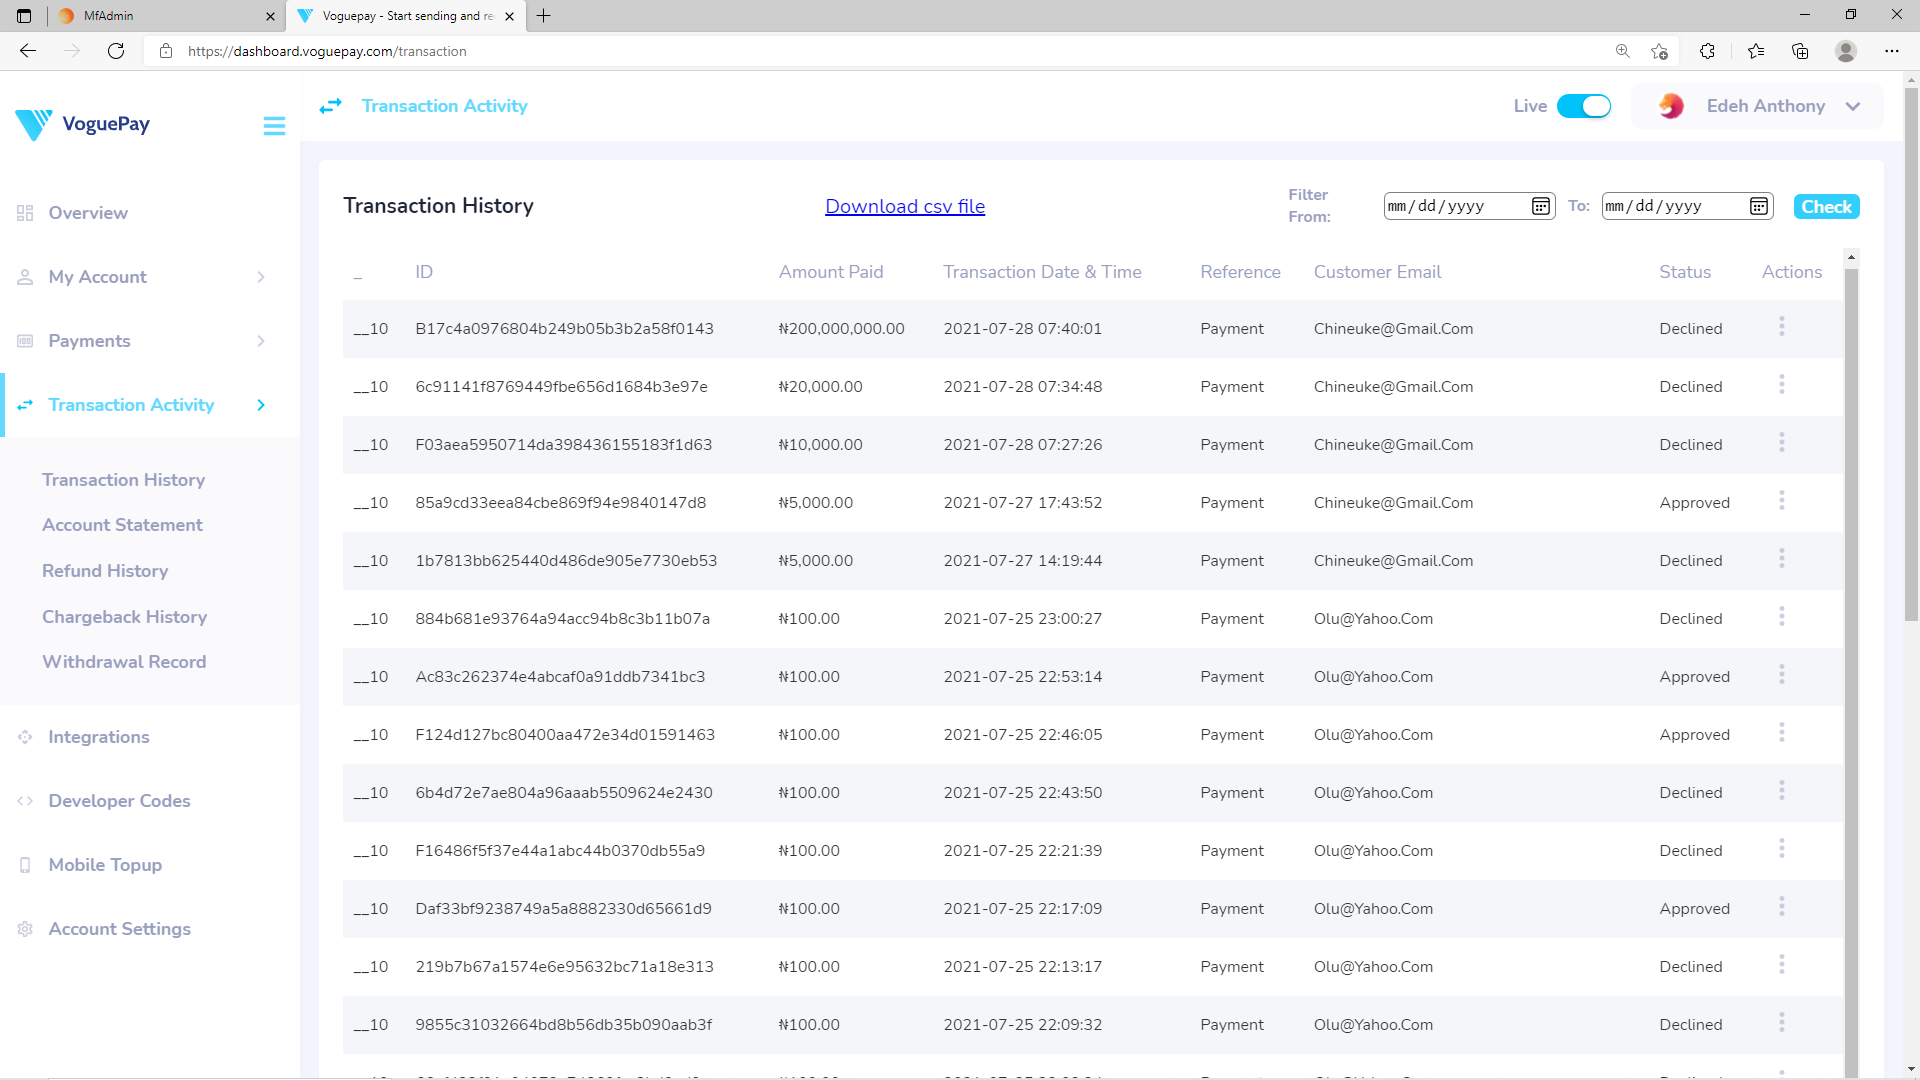 MfAdmin
Voguepay - Start sending and re
https://dashboard.voguepay.com/transaction
VoguePay
Transaction Activity
Live
Edeh Anthony
Overview
My Account
Payments
Transaction Activity
Transaction History
Account Statement
Refund History
Chargeback History
Withdrawal Record
Integrations
Developer Codes
Mobile Topup
Account Settings
Transaction History
Download csv file
Filter
From:
mm/dd/yyyy
To:
mm/dd/yyyy
Check
_ ID Amount Paid Transaction Date & Time Reference Customer Email Status Actions
__10 B17c4a0976804b249b05b3b2a58f0143 ₦200,000,000.00 2021-07-28 07:40:01 Payment Chineuke@Gmail.Com Declined
__10 6c91141f8769449fbe656d1684b3e97e ₦20,000.00 2021-07-28 07:34:48 Payment Chineuke@Gmail.Com Declined
__10 F03aea5950714da398436155183f1d63 ₦10,000.00 2021-07-28 07:27:26 Payment Chineuke@Gmail.Com Declined
__10 85a9cd33eea84cbe869f94e9840147d8 ₦5,000.00 2021-07-27 17:43:52 Payment Chineuke@Gmail.Com Approved
__10 1b7813bb625440d486de905e7730eb53 ₦5,000.00 2021-07-27 14:19:44 Payment Chineuke@Gmail.Com Declined
__10 884b681e93764a94acc94b8c3b11b07a ₦100.00 2021-07-25 23:00:27 Payment Olu@Yahoo.Com Declined
__10 Ac83c262374e4abcaf0a91ddb7341bc3 ₦100.00 2021-07-25 22:53:14 Payment Olu@Yahoo.Com Approved
__10 F124d127bc80400aa472e34d01591463 ₦100.00 2021-07-25 22:46:05 Payment Olu@Yahoo.Com Approved
__10 6b4d72e7ae804a96aaab5509624e2430 ₦100.00 2021-07-25 22:43:50 Payment Olu@Yahoo.Com Declined
__10 F16486f5f37e44a1abc44b0370db55a9 ₦100.00 2021-07-25 22:21:39 Payment Olu@Yahoo.Com Declined
__10 Daf33bf9238749a5a8882330d65661d9 ₦100.00 2021-07-25 22:17:09 Payment Olu@Yahoo.Com Approved
__10 219b7b67a1574e6e95632bc71a18e313 ₦100.00 2021-07-25 22:13:17 Payment Olu@Yahoo.Com Declined
__10 9855c31032664bd8b56db35b090aab3f ₦100.00 2021-07-25 22:09:32 Payment Olu@Yahoo.Com Declined